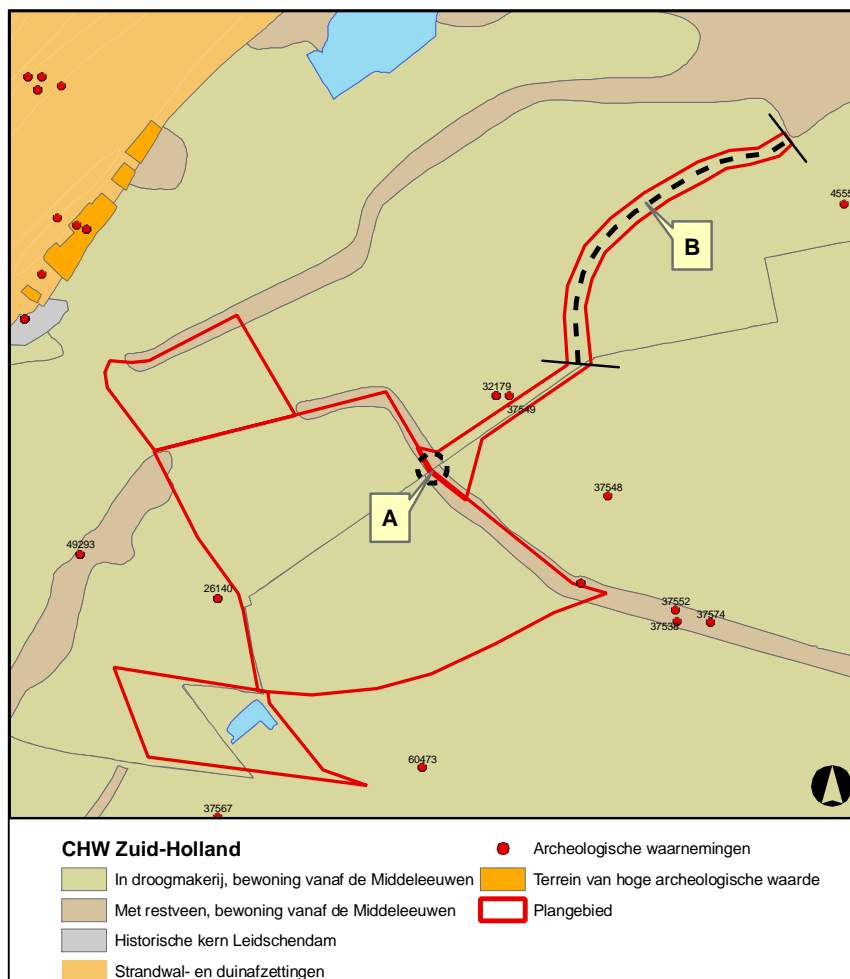 4555
B
32179
37549
37548
A
49293
26140
37552
37574
37538
60473
37567
CHW Zuid-Holland
In droogmakerij, bewoning vanaf de Middeleeuwen
Met restveen, bewoning vanaf de Middeleeuwen
Historische kern Leidschendam
Strandwal- en duinafzettingen
Archeologische waarnemingen
Terrein van hoge archeologische waarde
Plangebied